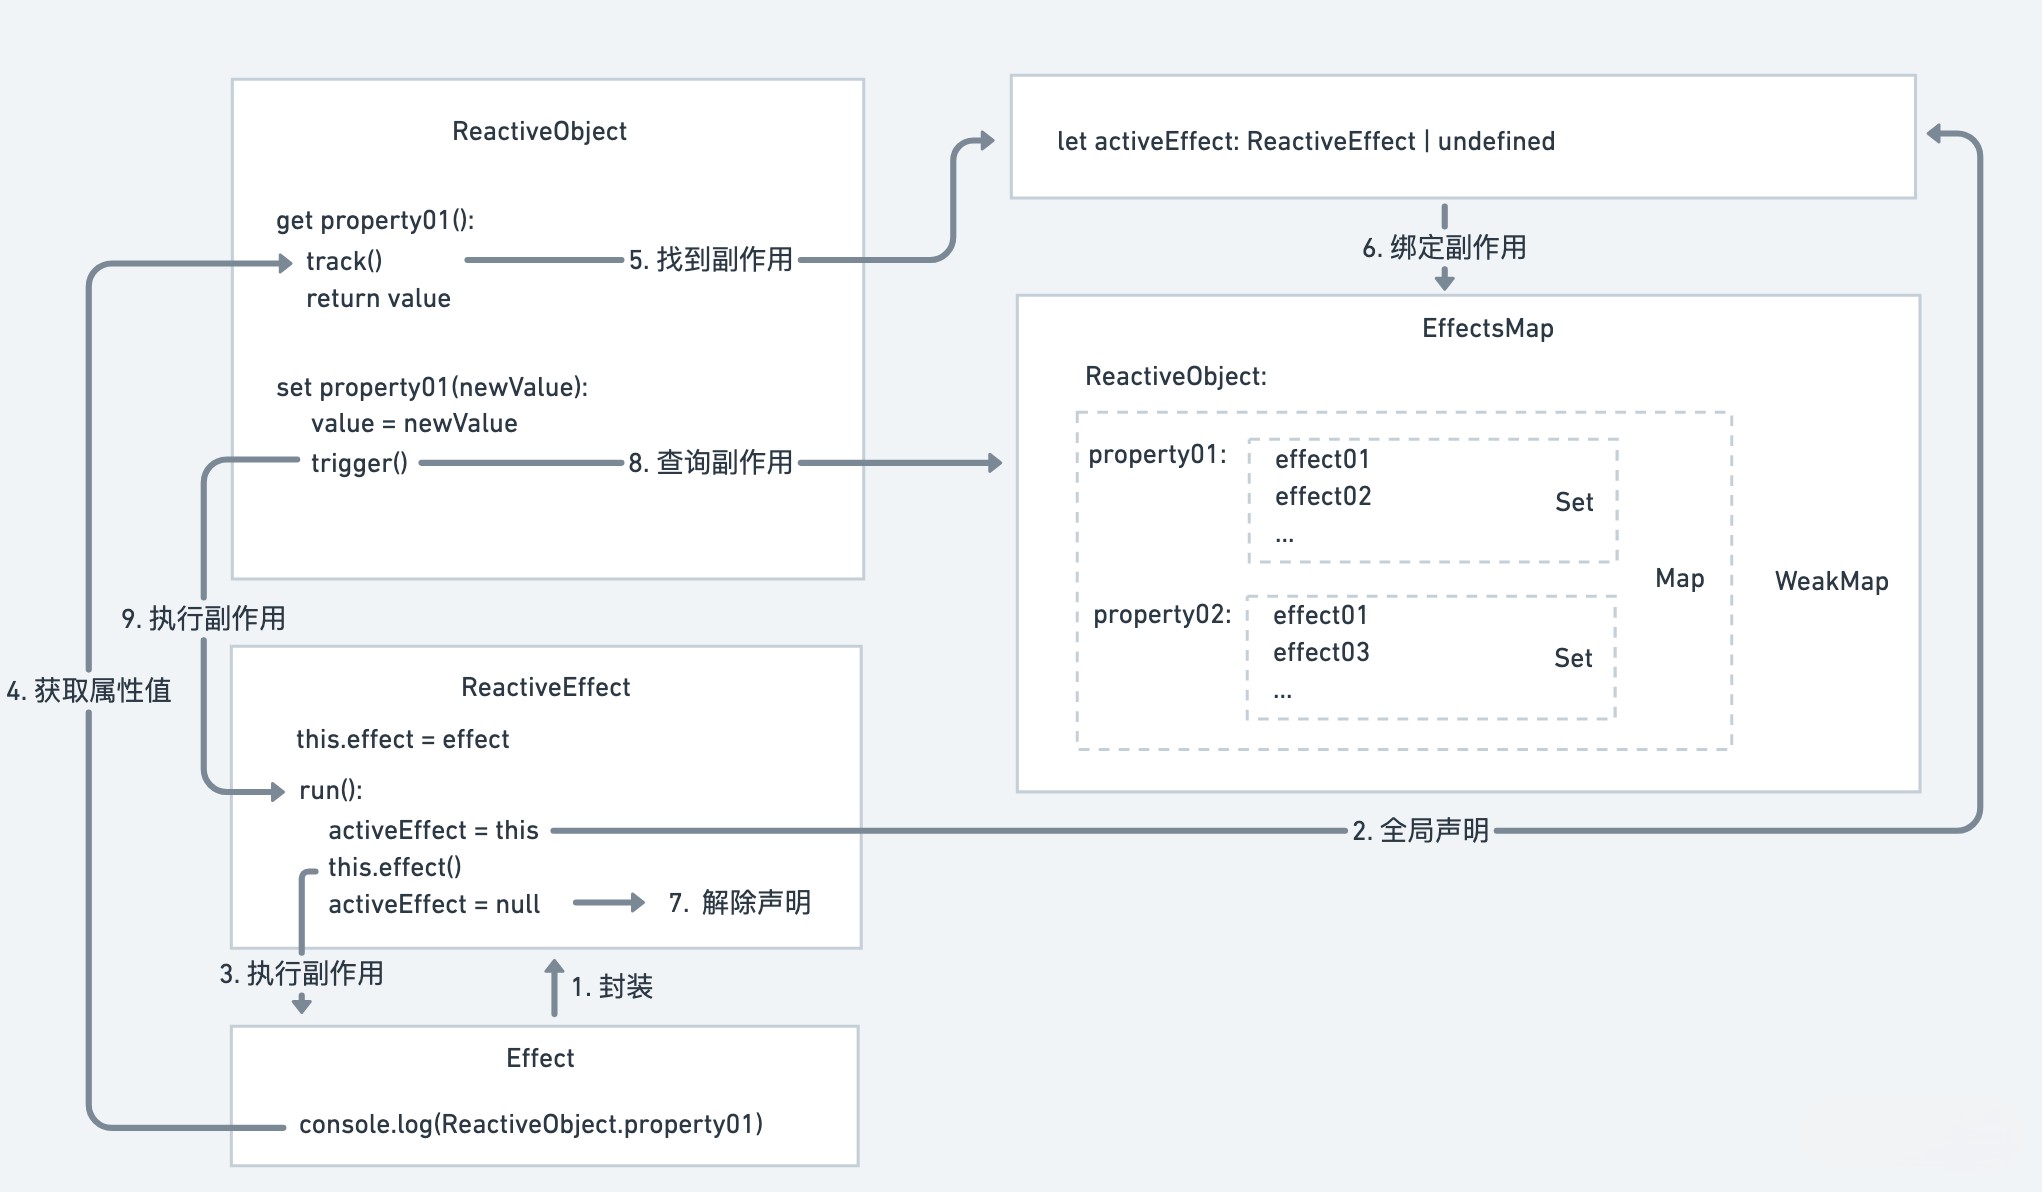 ReactiveObject
get property01():
track()
return value
set property01(newValue):
value = newValue
trigger()
5. 找到副作用
8. 查询副作用
let activeEffect: ReactiveEffect | undefined
6. 绑定副作用
EffectsMap
ReactiveObject:
property01:
effect01
effect02
...
Set
property02:
effect01
effect03
...
Set
Map
WeakMap
9. 执行副作用
4. 获取属性值
ReactiveEffect
this.effect = effect
run():
activeEffect = this
this.effect()
activeEffect = null
2. 全局声明
7. 解除声明
3. 执行副作用
1. 封装
Effect
console.log(ReactiveObject.property01)